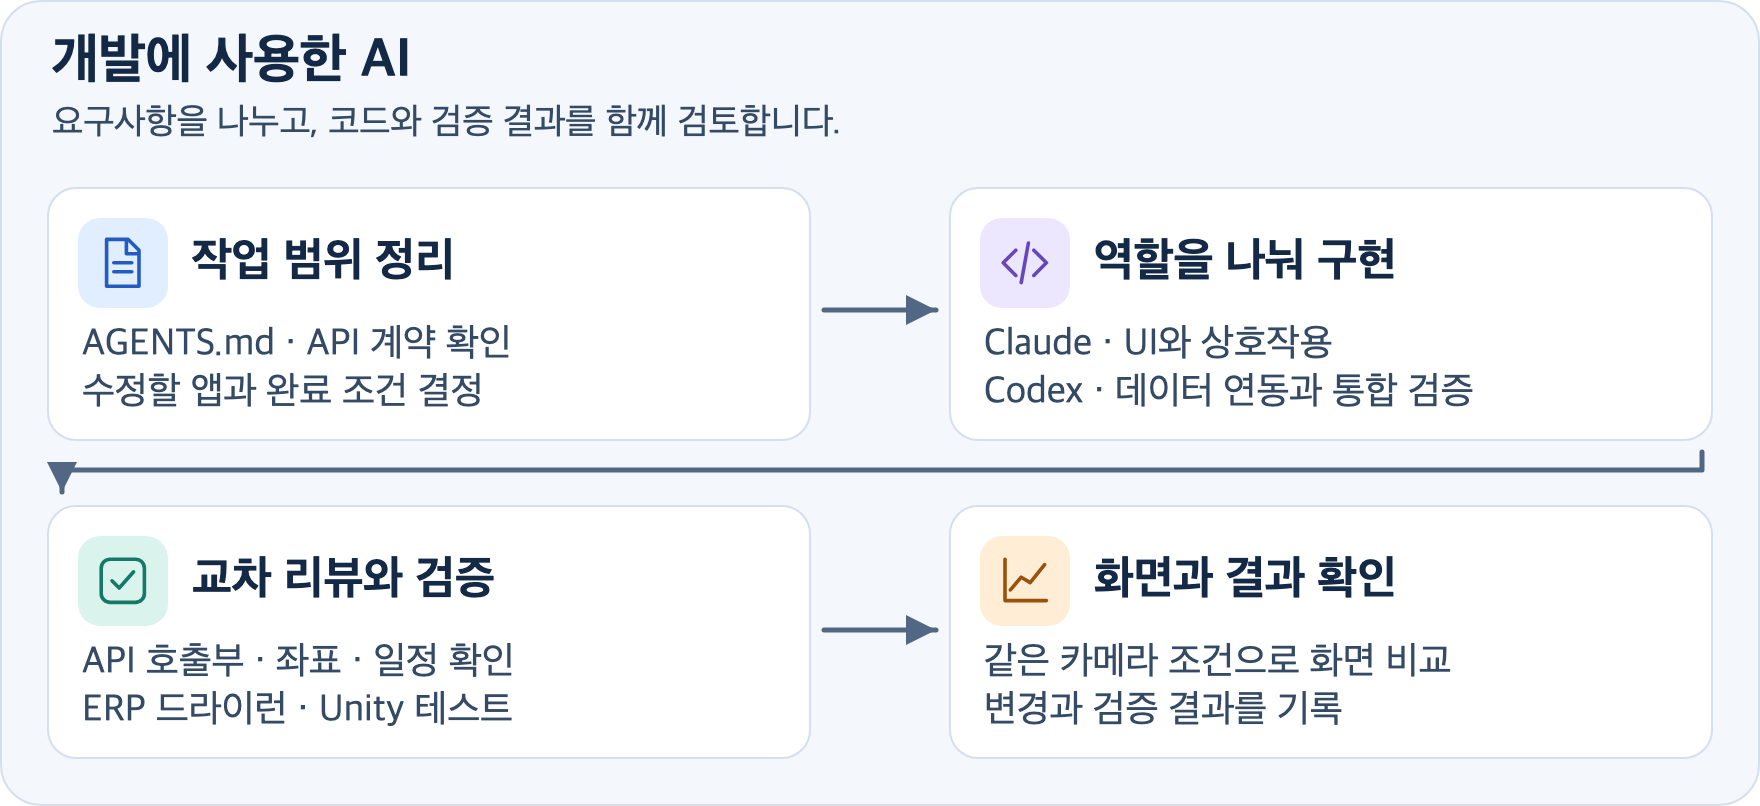 개발에 사용한 AI
요구사항을 나누고, 코드와 검증 결과를 함께 검토합니다.
작업 범위 정리
AGENTS.md · API 계약 확인
수정할 앱과 완료 조건 결정
역할을 나눠 구현
Claude · UI와 상호작용
Codex · 데이터 연동과 통합 검증
교차 리뷰와 검증
API 호출부 · 좌표 · 일정 확인
ERP 드라이런 · Unity 테스트
화면과 결과 확인
같은 카메라 조건으로 화면 비교
변경과 검증 결과를 기록